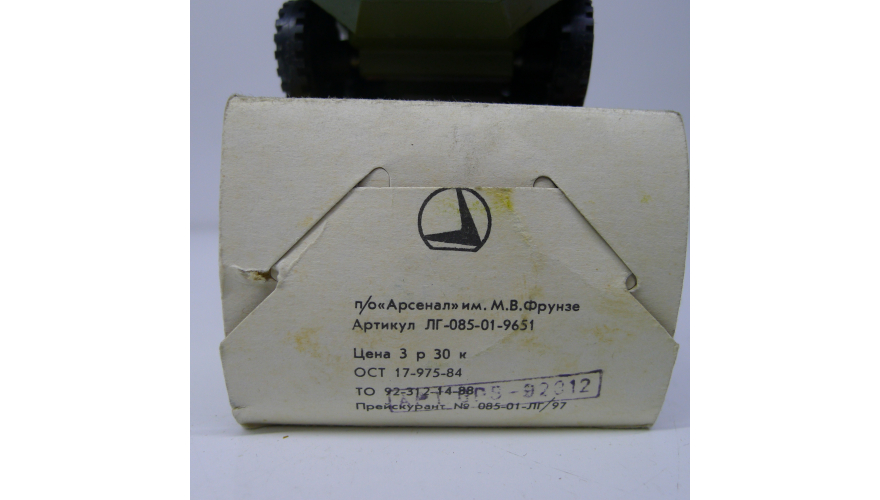 п/о «Арсенал» им. М.В.Фрунзе
Артикул ЛГ-085-01-9651
Цена 3 р 30 к
ОСТ 17-975-84
ТО 92-312-14-88
Прейскурант № 085-01-ЛГ/97